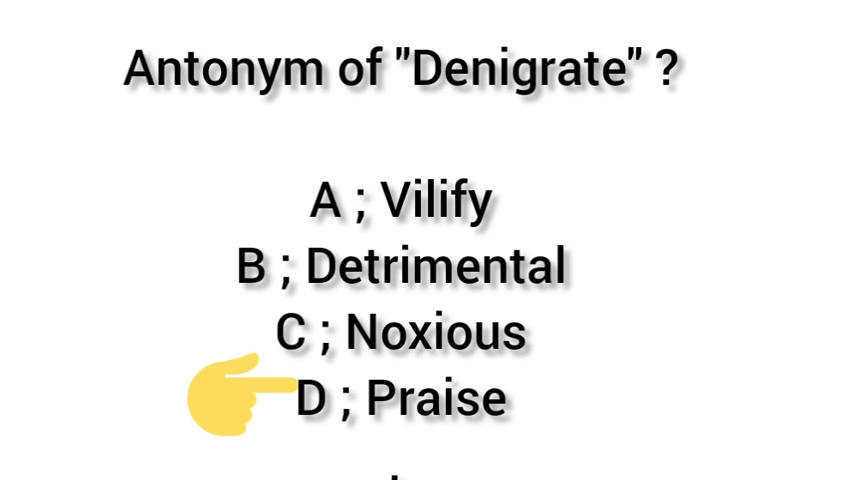 Antonym of "Denigrate" ?
A ; Vilify
B ; Detrimental
C ; Noxious
D ; Praise